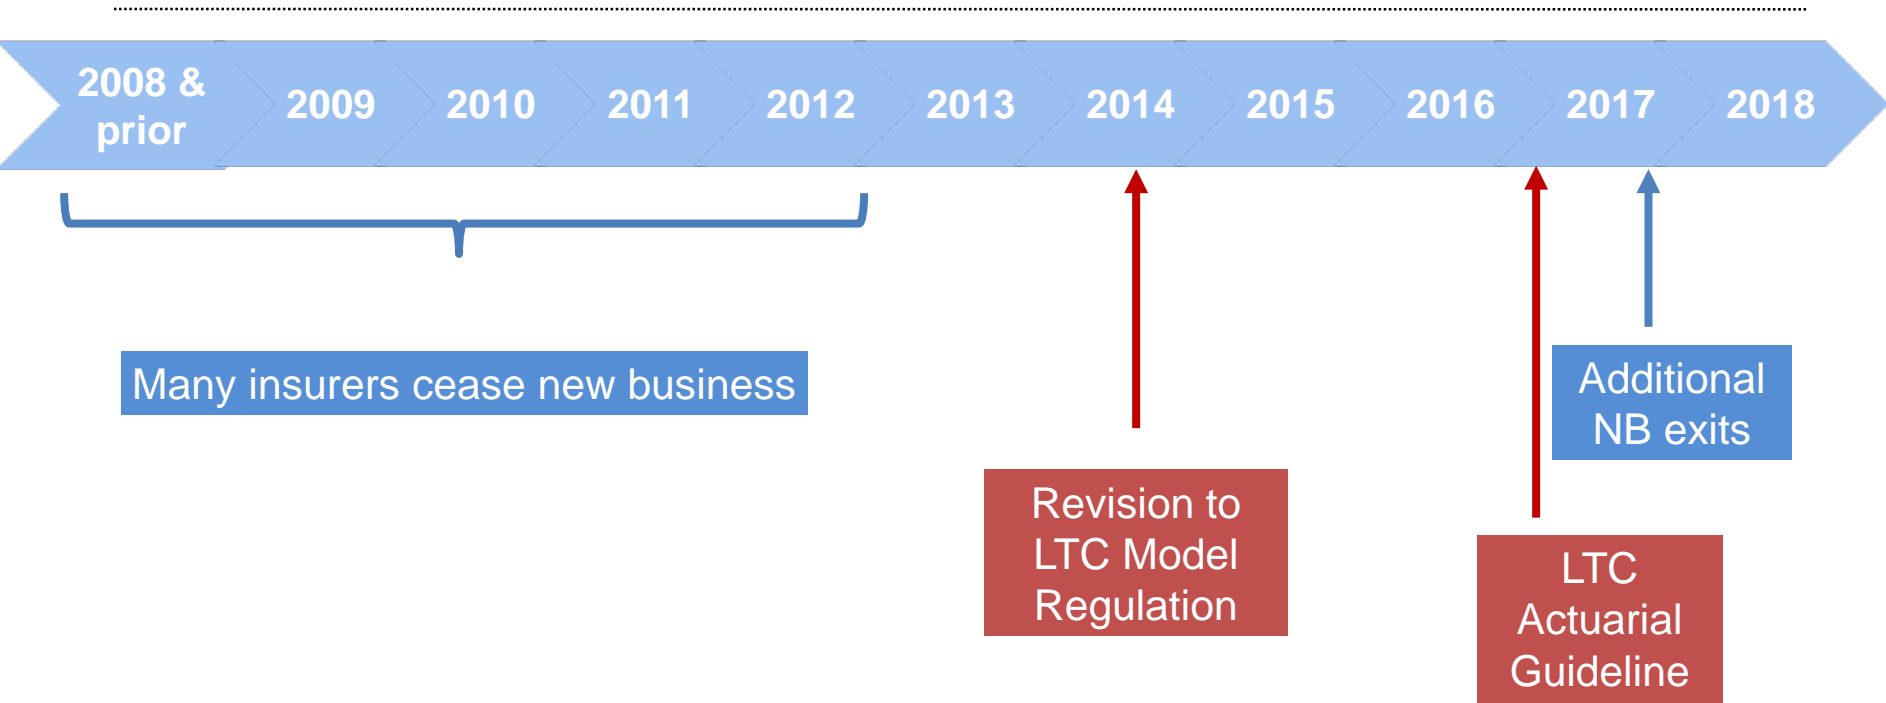 2008 &
prior
2009
2010
2011
2012
2013
2014
2015
2016
2017
2018
Many insurers cease new business
Additional
NB exits
Revision to
LTC Model
Regulation
LTC
Actuarial
Guideline